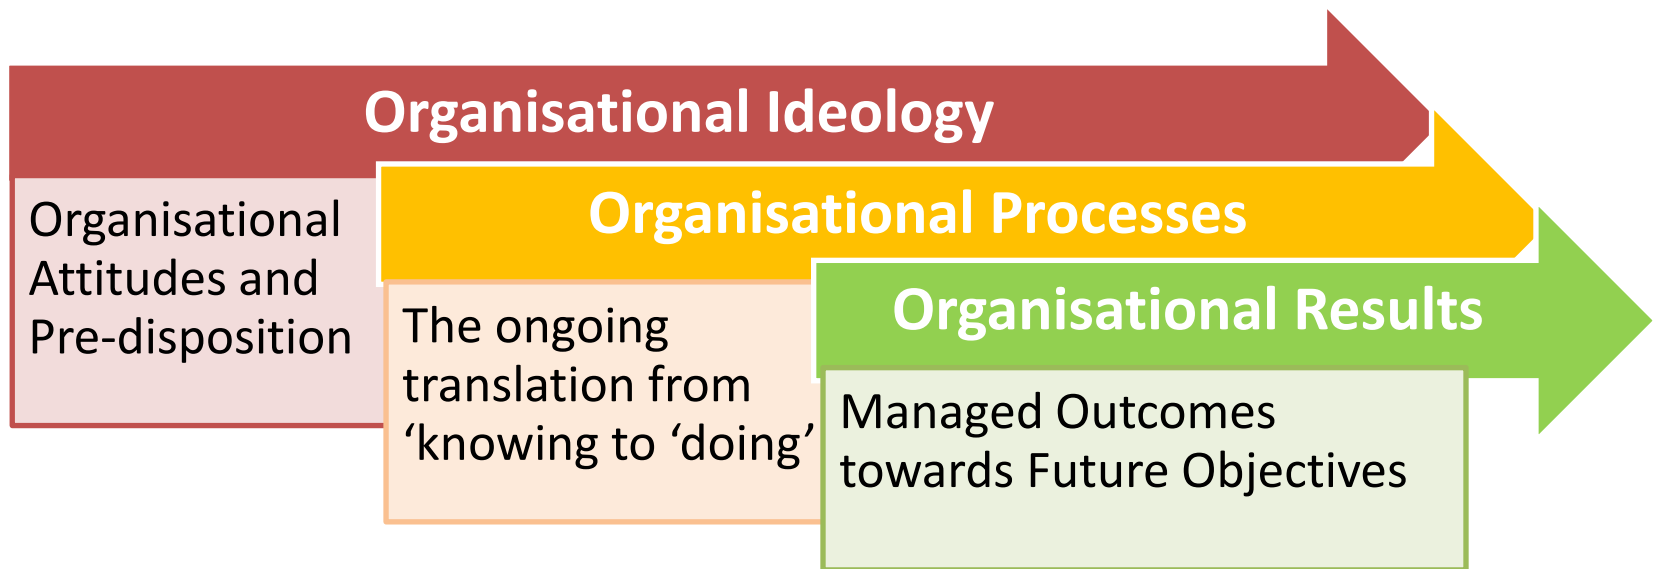 Organisational Ideology
Organisational
Attitudes and
Pre-disposition
Organisational Processes
The ongoing
translation from
‘knowing to ‘doing’
Organisational Results
Managed Outcomes
towards Future Objectives